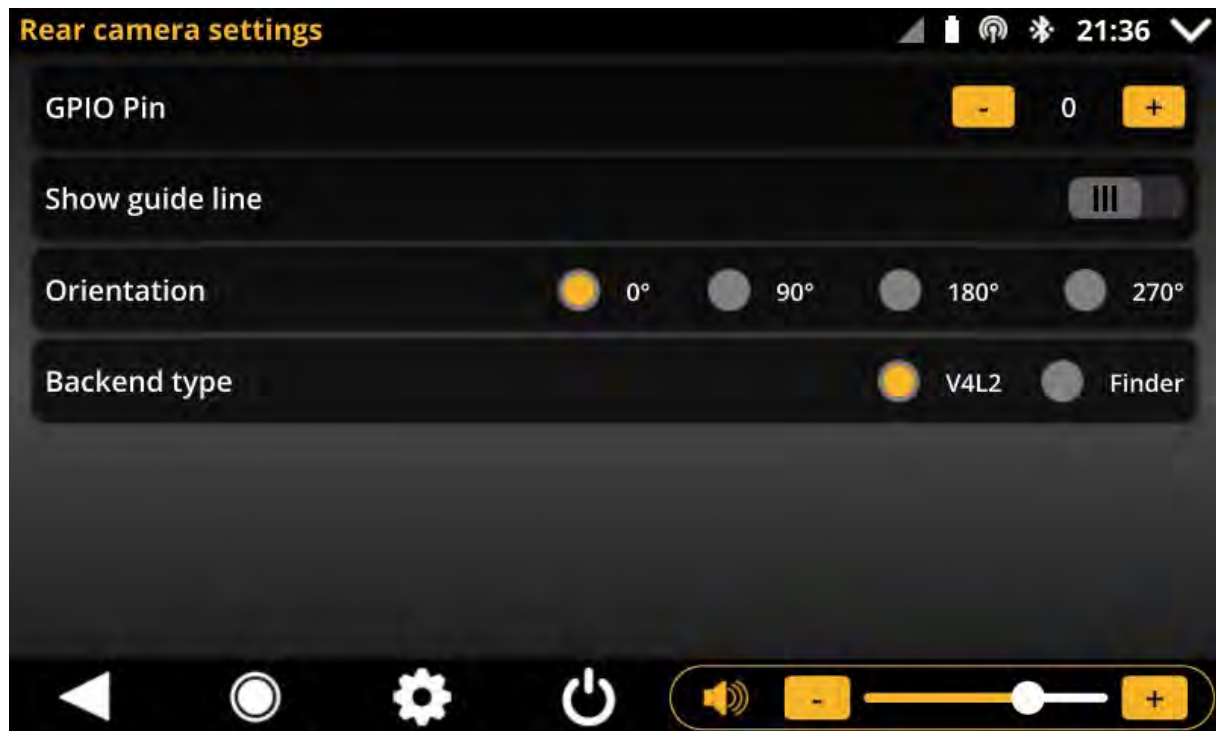 Rear camera settings 21:36
GPIO Pin - 0 +
Show guide line
Orientation 0° 90° 180° 270°
Backend type V4L2 Finder
- +